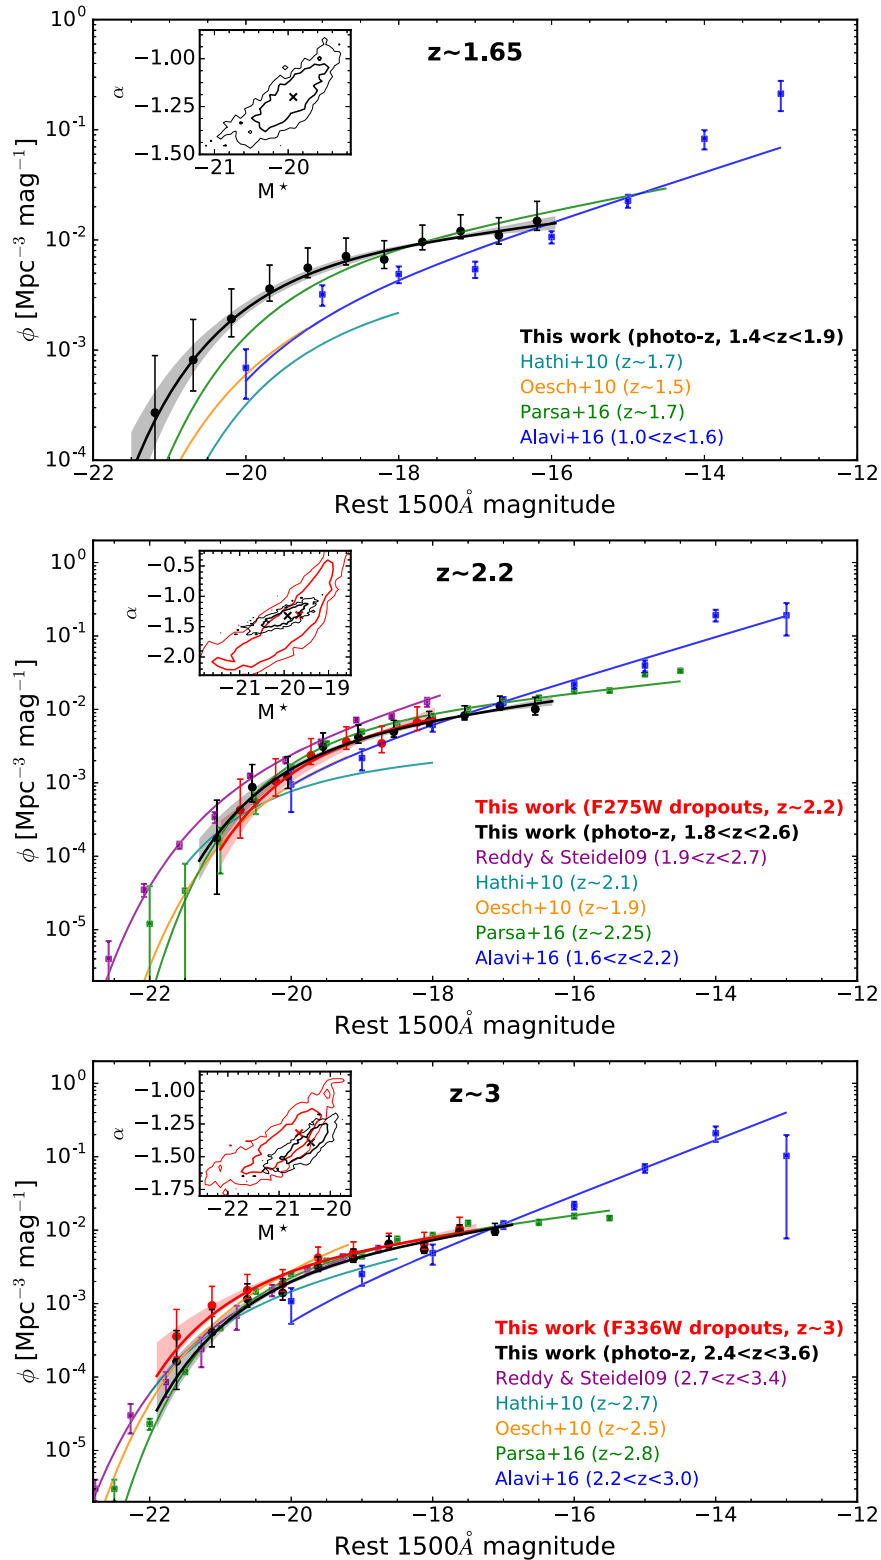 z~1.65
−1.00
−1.25
−1.50
α
−21 −20
M⋆
10⁻¹
10⁻²
10⁻³
10⁻⁴
ϕ [Mpc⁻³ mag⁻¹]
This work (photo-z, 1.4<z<1.9)
Hathi+10 (z~1.7)
Oesch+10 (z~1.5)
Parsa+16 (z~1.7)
Alavi+16 (1.0<z<1.6)
−22 −20 −18 −16 −14 −12
Rest 1500Å magnitude
z~2.2
−0.5
−1.0
−1.5
−2.0
α
−21 −20 −19
M⋆
10⁰
10⁻¹
10⁻²
10⁻³
10⁻⁴
10⁻⁵
ϕ [Mpc⁻³ mag⁻¹]
This work (F275W dropouts, z~2.2)
This work (photo-z, 1.8<z<2.6)
Reddy & Steidel09 (1.9<z<2.7)
Hathi+10 (z~2.1)
Oesch+10 (z~1.9)
Parsa+16 (z~2.25)
Alavi+16 (1.6<z<2.2)
−22 −20 −18 −16 −14 −12
Rest 1500Å magnitude
z~3
−1.00
−1.25
−1.50
−1.75
α
−22 −21 −20
M⋆
10⁰
10⁻¹
10⁻²
10⁻³
10⁻⁴
10⁻⁵
ϕ [Mpc⁻³ mag⁻¹]
This work (F336W dropouts, z~3)
This work (photo-z, 2.4<z<3.6)
Reddy & Steidel09 (2.7<z<3.4)
Hathi+10 (z~2.7)
Oesch+10 (z~2.5)
Parsa+16 (z~2.8)
Alavi+16 (2.2<z<3.0)
−22 −20 −18 −16 −14 −12
Rest 1500Å magnitude